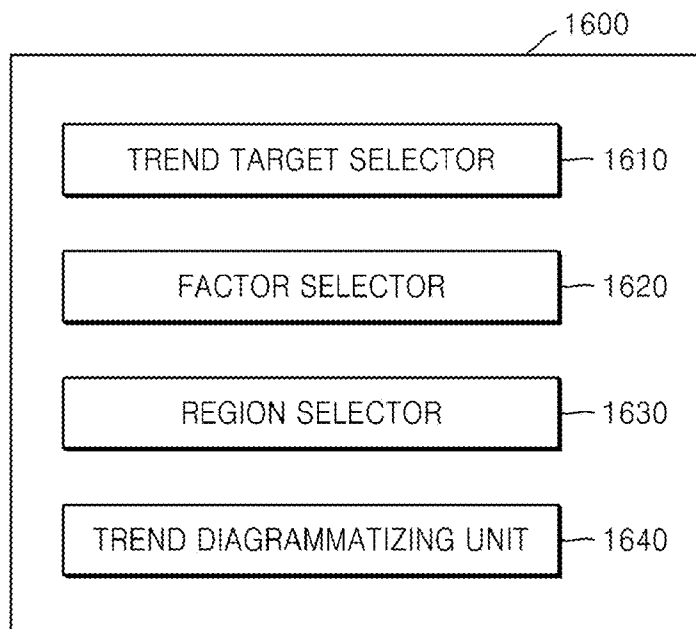 1600
TREND TARGET SELECTOR 1610
FACTOR SELECTOR 1620
REGION SELECTOR 1630
TREND DIAGRAMMATIZING UNIT 1640